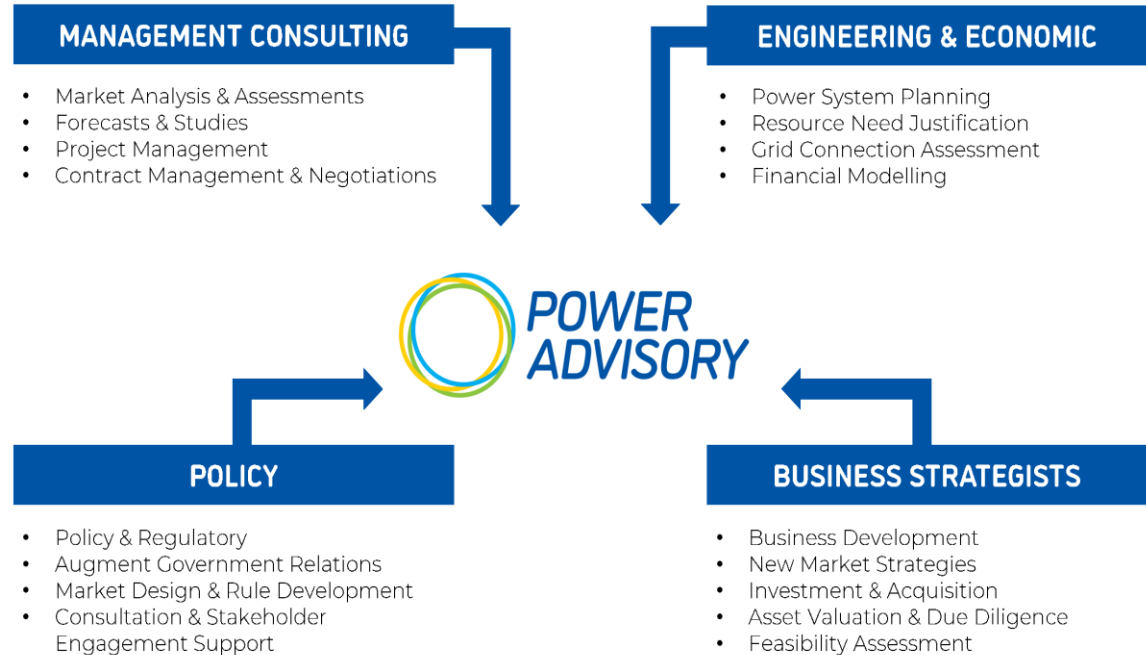 MANAGEMENT CONSULTING
• Market Analysis & Assessments
• Forecasts & Studies
• Project Management
• Contract Management & Negotiations
ENGINEERING & ECONOMIC
• Power System Planning
• Resource Need Justification
• Grid Connection Assessment
• Financial Modelling
POWER
ADVISORY
POLICY
• Policy & Regulatory
• Augment Government Relations
• Market Design & Rule Development
• Consultation & Stakeholder
Engagement Support
BUSINESS STRATEGISTS
• Business Development
• New Market Strategies
• Investment & Acquisition
• Asset Valuation & Due Diligence
• Feasibility Assessment